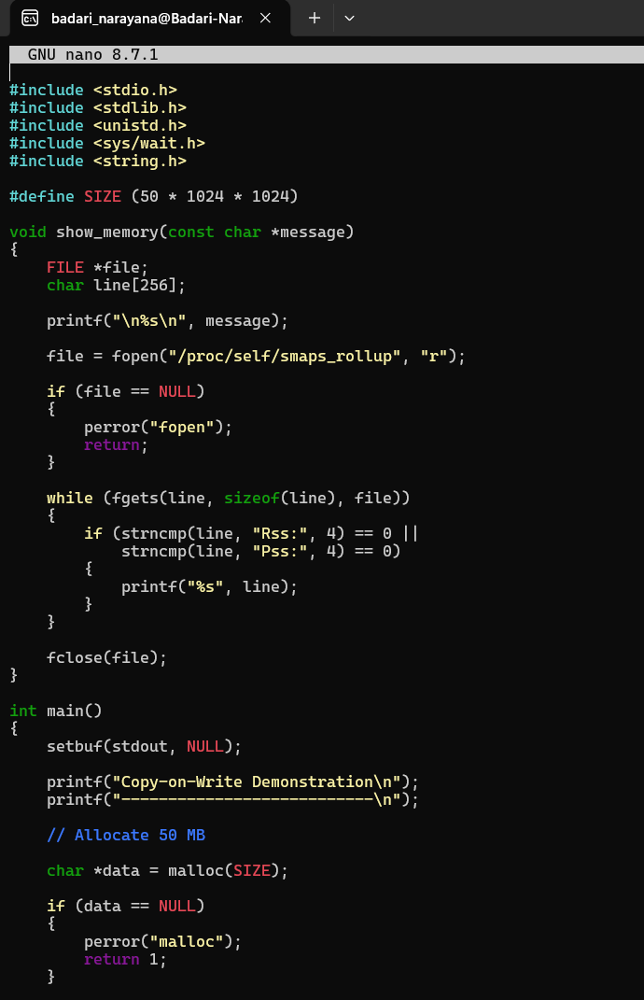 badari_narayana@Badari-Nar
GNU nano 8.7.1
#include <stdio.h>
#include <stdlib.h>
#include <unistd.h>
#include <sys/wait.h>
#include <string.h>

#define SIZE (50 * 1024 * 1024)

void show_memory(const char *message)
{
    FILE *file;
    char line[256];

    printf("\n%s\n", message);

    file = fopen("/proc/self/smaps_rollup", "r");

    if (file == NULL)
    {
        perror("fopen");
        return;
    }

    while (fgets(line, sizeof(line), file))
    {
        if (strncmp(line, "Rss:", 4) == 0 ||
            strncmp(line, "Pss:", 4) == 0)
        {
            printf("%s", line);
        }
    }

    fclose(file);
}

int main()
{
    setbuf(stdout, NULL);

    printf("Copy-on-Write Demonstration\n");
    printf("---------------------------\n");

    // Allocate 50 MB

    char *data = malloc(SIZE);

    if (data == NULL)
    {
        perror("malloc");
        return 1;
    }